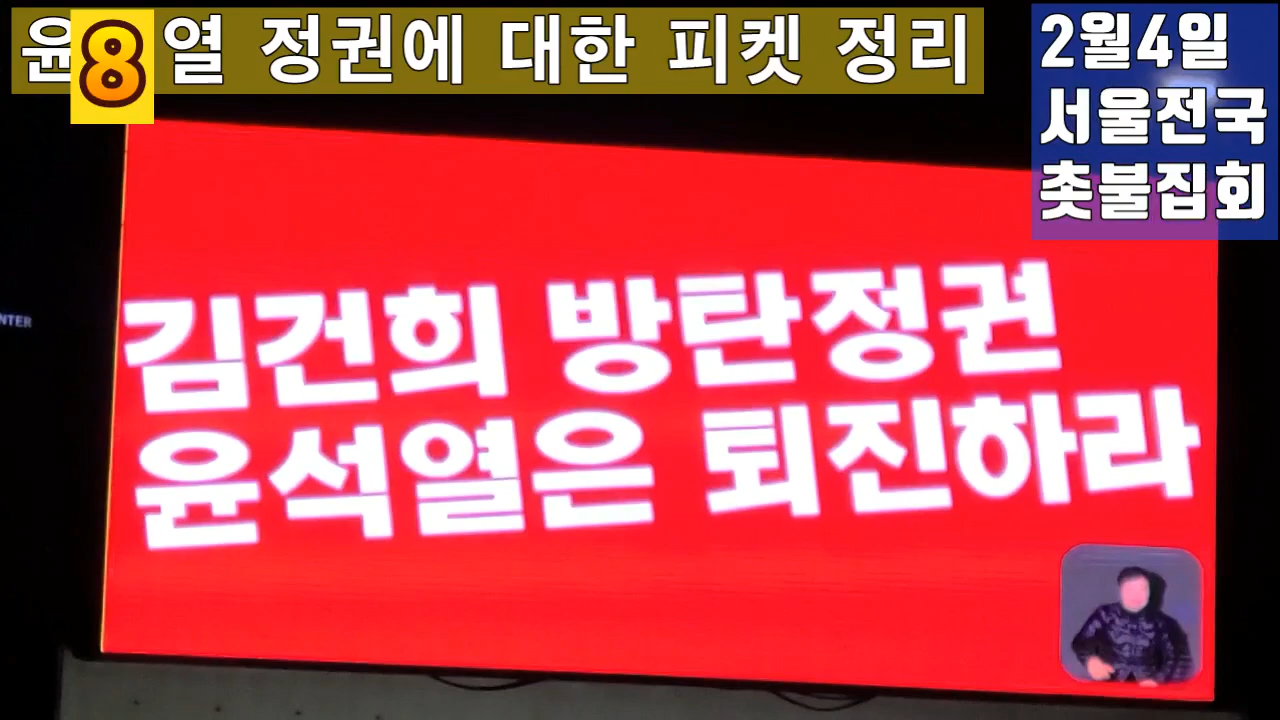 윤8열 정권에 대한 피켓 정리
2월4일
서울전국
촛불집회
NTER
김건희 방탄정권
윤석열은 퇴진하라